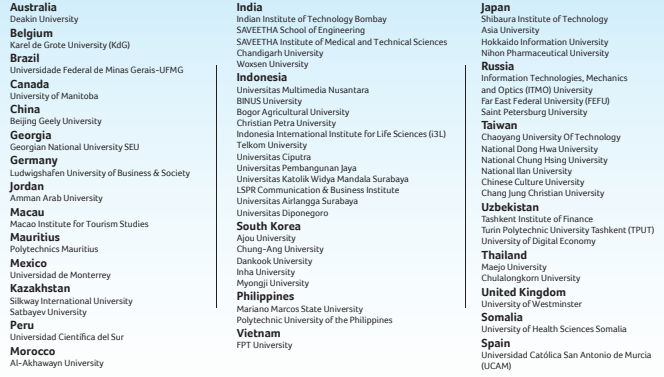 Australia
Deakin University
Belgium
Karel de Grote University (KdG)
Brazil
Universidade Federal de Minas Gerais-UFMG
Canada
University of Manitoba
China
Beijing Geely University
Georgia
Georgian National University SEU
Germany
Ludwigshafen University of Business & Society
Jordan
Amman Arab University
Macau
Macao Institute for Tourism Studies
Mauritius
Polytechnics Mauritius
Mexico
Universidad de Monterrey
Kazakhstan
Silkway International University
Satbayev University
Peru
Universidad Científica del Sur
Morocco
Al-Akhawayn University
India
Indian Institute of Technology Bombay
SAVEETHA School of Engineering
SAVEETHA Institute of Medical and Technical Sciences
Chandigarh University
Woxsen University
Indonesia
Universitas Multimedia Nusantara
BINUS University
Bogor Agricultural University
Christian Petra University
Indonesia International Institute for Life Sciences (i3L)
Telkom University
Universitas Ciputra
Universitas Pembangunan Jaya
Universitas Katolik Widya Mandala Surabaya
LSPR Communication & Business Institute
Universitas Airlangga Surabaya
Universitas Diponegoro
South Korea
Ajou University
Chung-Ang University
Dankook University
Inha University
Myongji University
Philippines
Mariano Marcos State University
Polytechnic University of the Philippines
Vietnam
FPT University
Japan
Shibaura Institute of Technology
Asia University
Hokkaido Information University
Nihon Pharmaceutical University
Russia
Information Technologies, Mechanics
and Optics (ITMO) University
Far East Federal University (FEFU)
Saint Petersburg University
Taiwan
Chaoyang University Of Technology
National Dong Hwa University
National Chung Hsing University
National Ilan University
Chinese Culture University
Chang Jung Christian University
Uzbekistan
Tashkent Institute of Finance
Turin Polytechnic University Tashkent (TPUT)
University of Digital Economy
Thailand
Maejo University
Chulalongkorn University
United Kingdom
University of Westminster
Somalia
University of Health Sciences Somalia
Spain
Universidad Católica San Antonio de Murcia
(UCAM)